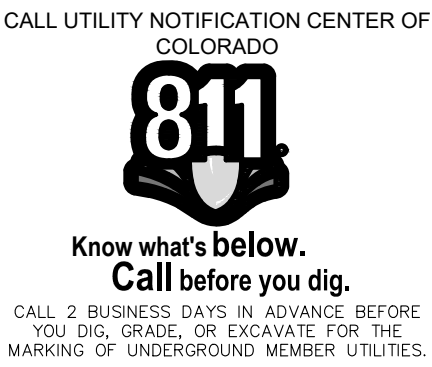 CALL UTILITY NOTIFICATION CENTER OF
COLORADO
811
Know what's below.
Call before you dig.
CALL 2 BUSINESS DAYS IN ADVANCE BEFORE
YOU DIG, GRADE, OR EXCAVATE FOR THE
MARKING OF UNDERGROUND MEMBER UTILITIES.